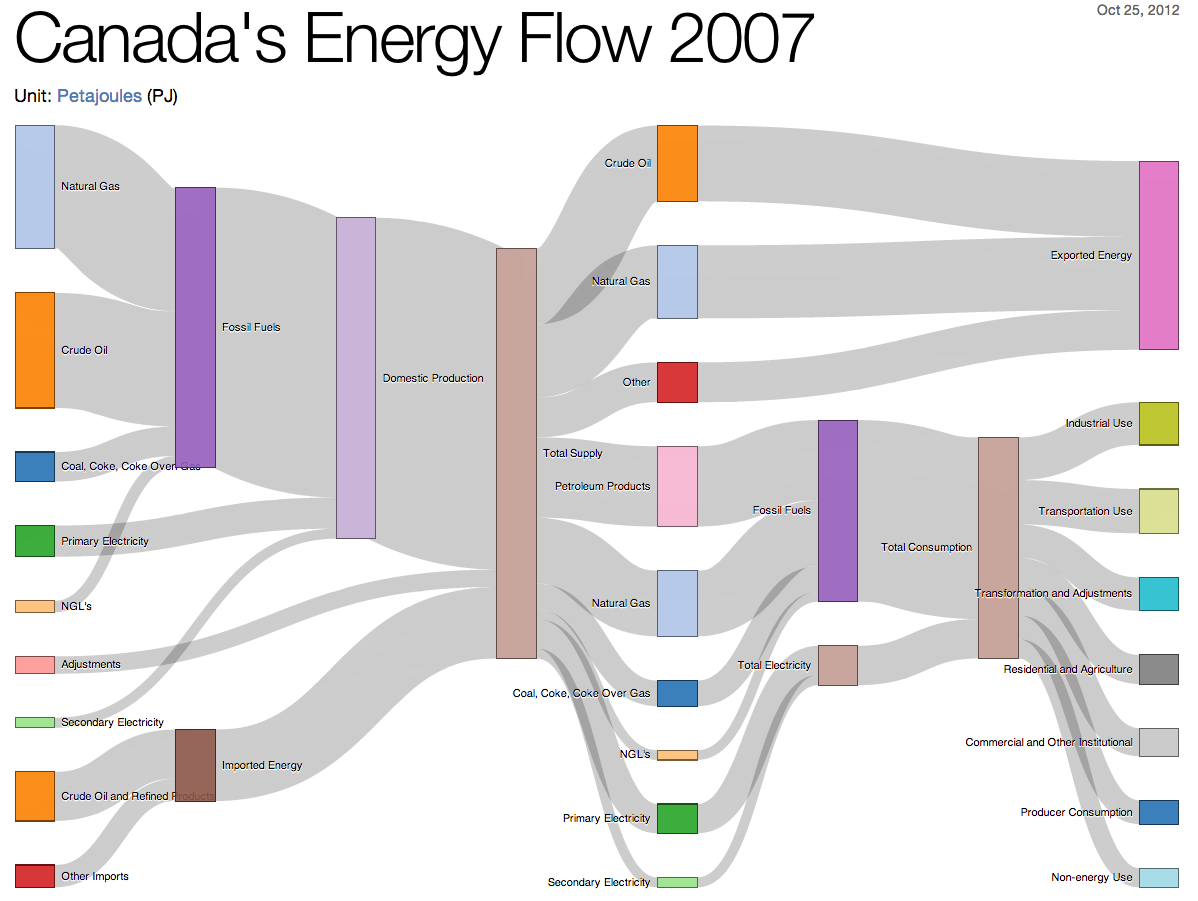 Oct 25, 2012
Canada's Energy Flow 2007
Unit: Petajoules (PJ)
Natural Gas
Crude Oil
Coal, Coke, Coke Oven Gas
Primary Electricity
NGL's
Adjustments
Secondary Electricity
Crude Oil and Refined Products
Other Imports
Fossil Fuels
Imported Energy
Domestic Production
Total Supply
Crude Oil
Natural Gas
Other
Petroleum Products
Natural Gas
Coal, Coke, Coke Over Gas
NGL's
Primary Electricity
Secondary Electricity
Fossil Fuels
Total Electricity
Total Consumption
Exported Energy
Industrial Use
Transportation Use
Transformation and Adjustments
Residential and Agriculture
Commercial and Other Institutional
Producer Consumption
Non-energy Use